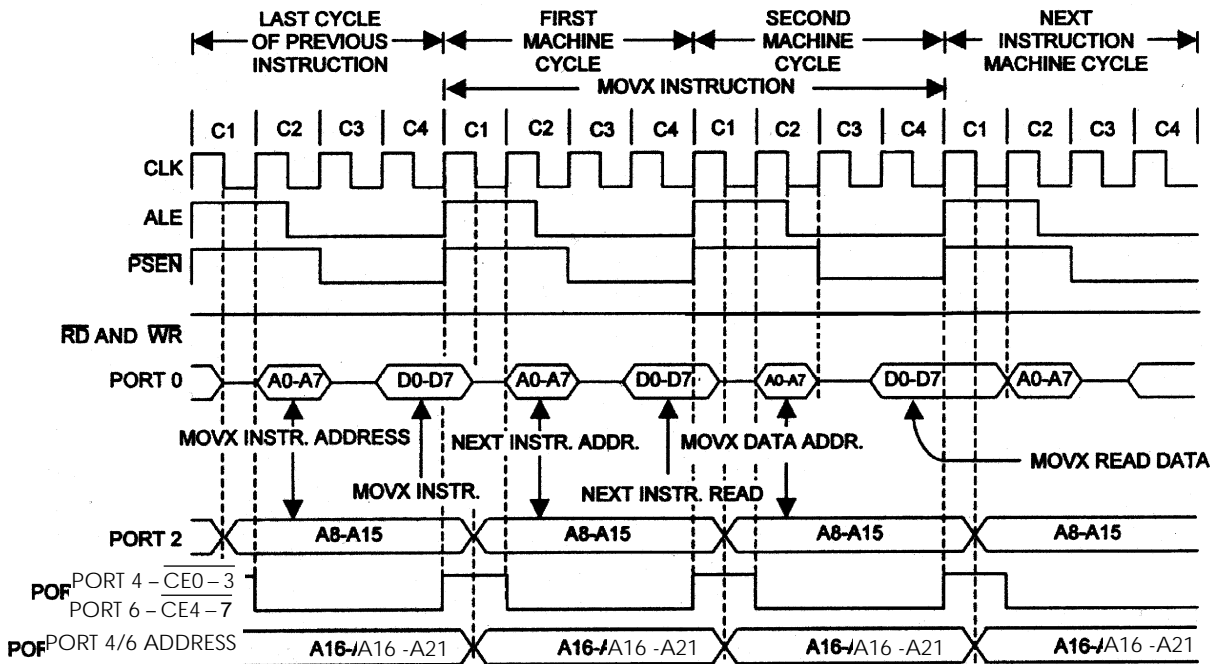 LAST CYCLE
OF PREVIOUS
INSTRUCTION
FIRST
MACHINE
CYCLE
SECOND
MACHINE
CYCLE
NEXT
INSTRUCTION
MACHINE CYCLE
MOVX INSTRUCTION
C1 C2 C3 C4 C1 C2 C3 C4 C1 C2 C3 C4 C1 C2 C3 C4
CLK
ALE
PSEN
RD AND WR
PORT 0 A0-A7 D0-D7 A0-A7 D0-D7 A0-A7 D0-D7 A0-A7
MOVX INSTR. ADDRESS NEXT INSTR. ADDR. MOVX DATA ADDR.
MOVX READ DATA
MOVX INSTR. NEXT INSTR. READ
PORT 2 A8-A15 A8-A15 A8-A15 A8-A15
PORT 4 – CE0 – 3
PORT 6 – CE4 – 7
PORT 4/6 ADDRESS A16 -A21 A16 -A21 A16 -A21 A16 -A21